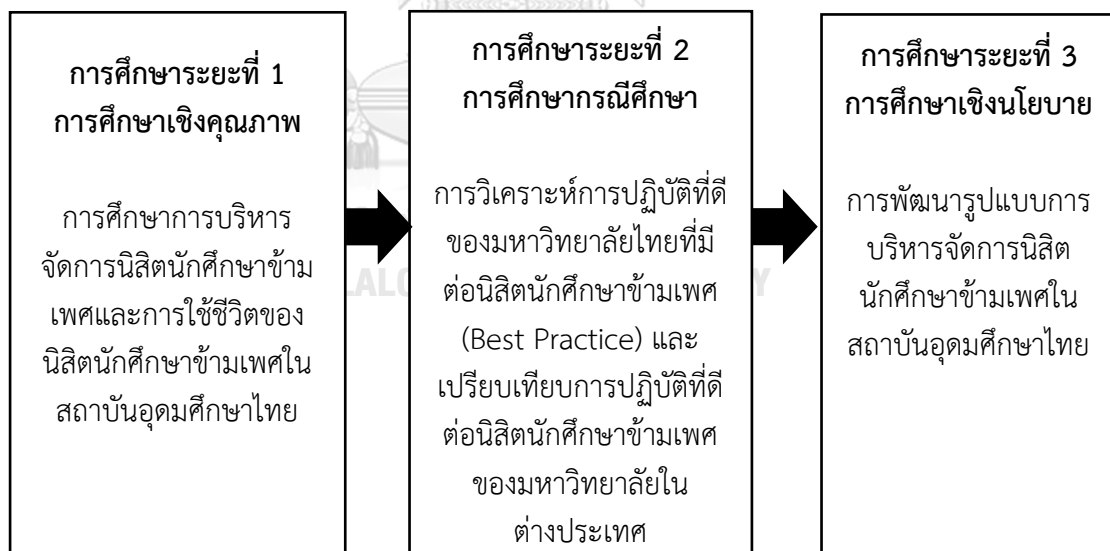 การศึกษาระยะที่ 1
การศึกษาเชิงคุณภาพ
การศึกษาการบริหาร
จัดการนิสิตนักศึกษาข้าม
เพศและการใช้ชีวิตของ
นิสิตนักศึกษาข้ามเพศใน
สถาบันอุดมศึกษาไทย
การศึกษาระยะที่ 2
การศึกษากรณีศึกษา
การวิเคราะห์การปฏิบัติที่ดี
ของมหาวิทยาลัยไทยที่มี
ต่อนิสิตนักศึกษาข้ามเพศ
(Best Practice) และ
เปรียบเทียบการปฏิบัติที่ดี
ต่อนิสิตนักศึกษาข้ามเพศ
ของมหาวิทยาลัยใน
ต่างประเทศ
การศึกษาระยะที่ 3
การศึกษาเชิงนโยบาย
การพัฒนารูปแบบการ
บริหารจัดการนิสิต
นักศึกษาข้ามเพศใน
สถาบันอุดมศึกษาไทย